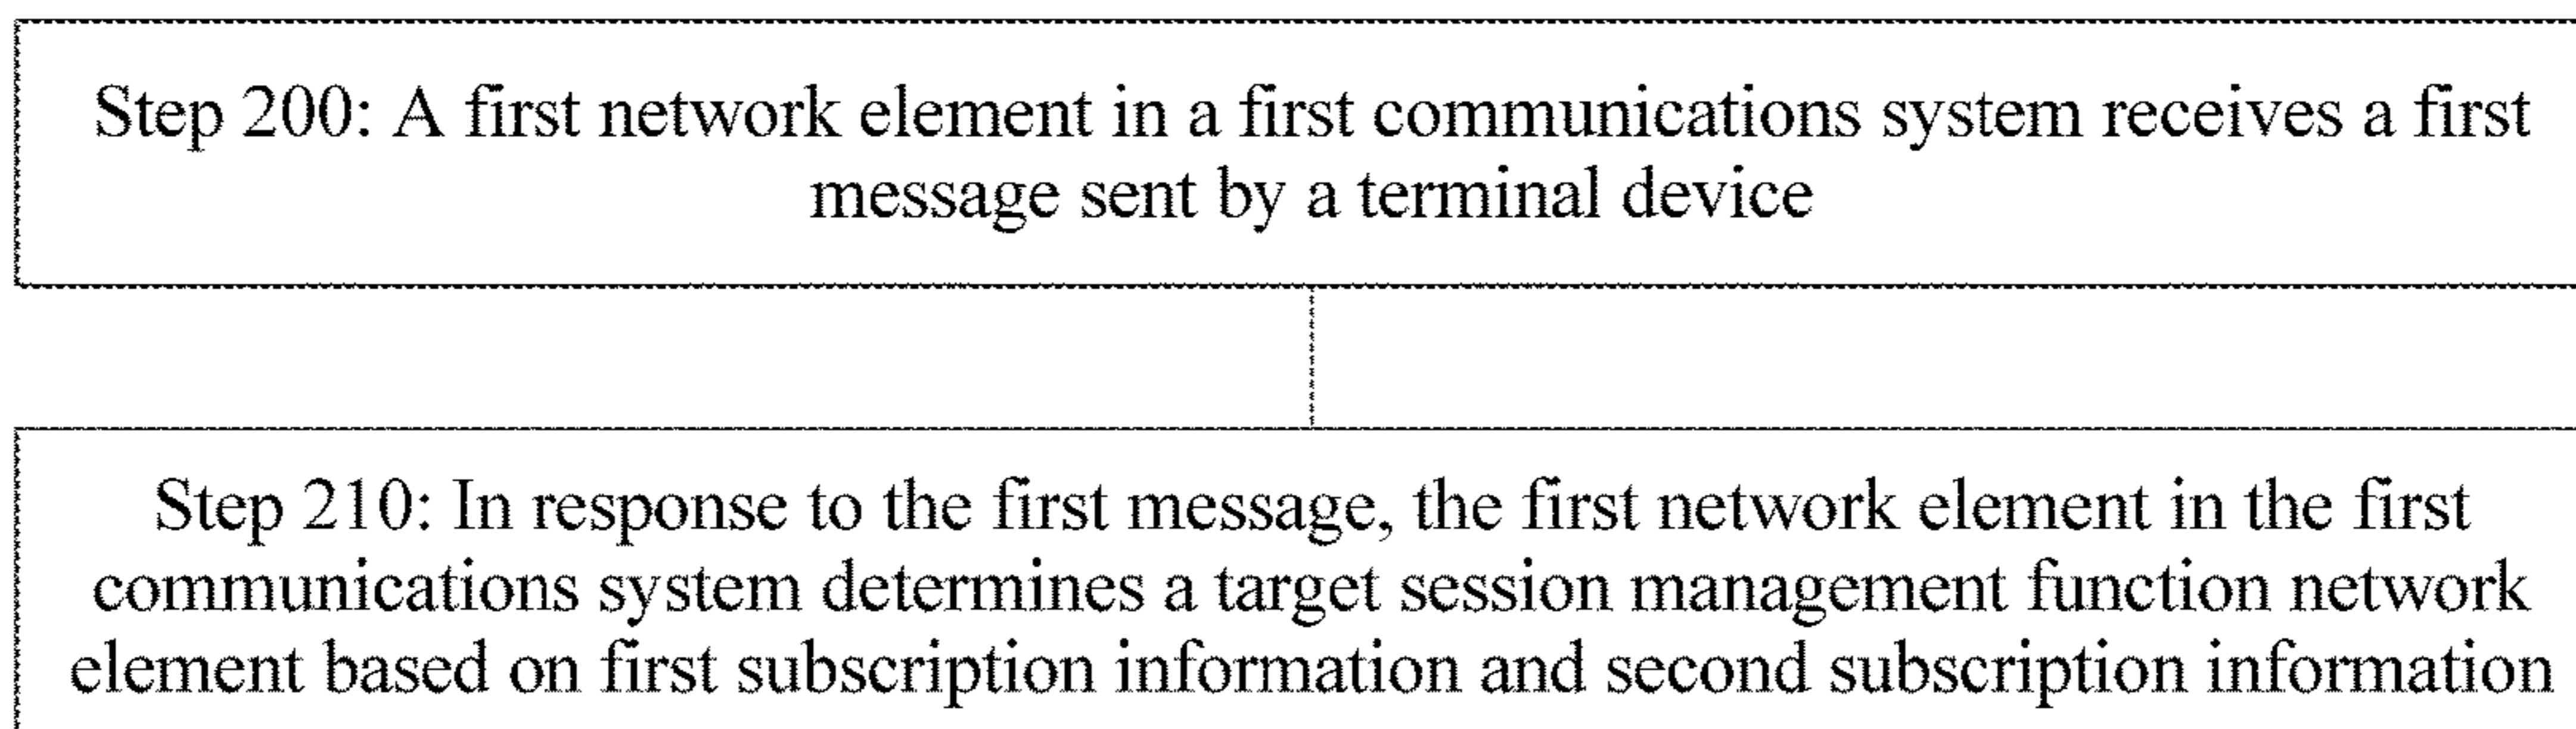 Step 200: A first network element in a first communications system receives a first
message sent by a terminal device
Step 210: In response to the first message, the first network element in the first
communications system determines a target session management function network
element based on first subscription information and second subscription information